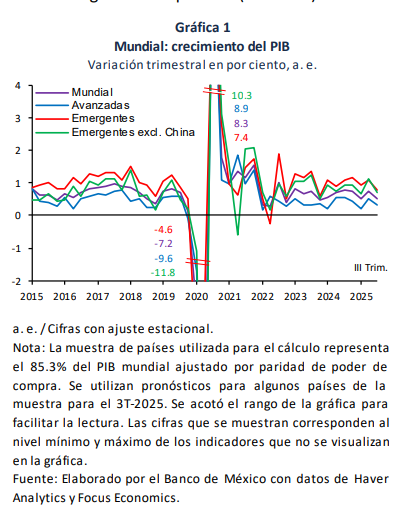 Gráfica 1
Mundial: crecimiento del PIB
Variación trimestral en por ciento, a. e.
4
3
2
1
0
-1
-2
Mundial
Avanzadas
Emergentes
Emergentes excl. China
10.3
8.9
8.3
7.4
-4.6
-7.2
-9.6
-11.8
III Trim.
2015 2016 2017 2018 2019 2020 2021 2022 2023 2024 2025
a. e./ Cifras con ajuste estacional.
Nota: La muestra de países utilizada para el cálculo representa
el 85.3% del PIB mundial ajustado por paridad de poder de
compra. Se utilizan pronósticos para algunos países de la
muestra para el 3T-2025. Se acotó el rango de la gráfica para
facilitar la lectura. Las cifras que se muestran corresponden al
nivel mínimo y máximo de los indicadores que no se visualizan
en la gráfica.
Fuente: Elaborado por el Banco de México con datos de Haver
Analytics y Focus Economics.